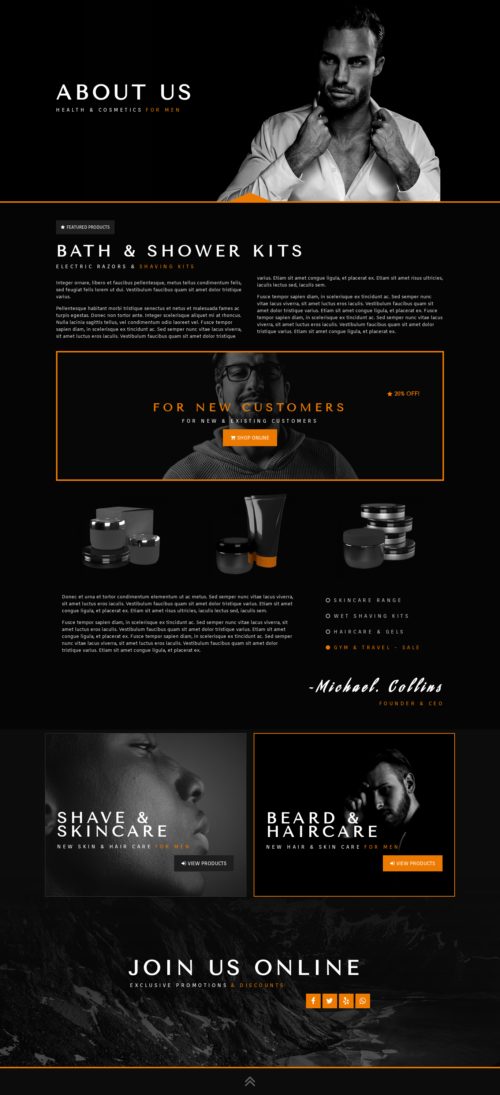 ABOUT US
HEALTH & COSMETICS FOR MEN
FEATURED PRODUCTS
BATH & SHOWER KITS
ELECTRIC RAZORS & SHAVING KITS
Integer ornare, libero et faucibus pellentesque, metus tellus condimentum felis,
sed feugiat felis lorem ut dui. Vestibulum faucibus quam sit amet dolor tristique
varius.
Pellentesque habitant morbi tristique senectus et netus et malesuada fames ac
turpis egestas. Donec non tortor ante. Integer scelerisque aliquet mi at rhoncus.
Nulla lacinia sagittis tellus, vel condimentum odio laoreet vel. Fusce tempor
sapien diam, in scelerisque ex tincidunt ac. Sed semper nunc vitae lacus viverra,
sit amet luctus eros iaculis. Vestibulum faucibus quam sit amet dolor tristique
varius. Etiam sit amet congue ligula, et placerat ex. Etiam sit amet risus ultricies,
iaculis lectus sed, iaculis sem.
Fusce tempor sapien diam, in scelerisque ex tincidunt ac. Sed semper nunc
vitae lacus viverra, sit amet luctus eros iaculis. Vestibulum faucibus quam sit
amet dolor tristique varius. Etiam sit amet congue ligula, et placerat ex. Fusce
tempor sapien diam, in scelerisque ex tincidunt ac. Sed semper nunc vitae lacus
viverra, sit amet luctus eros iaculis. Vestibulum faucibus quam sit amet dolor
tristique varius. Etiam sit amet congue ligula, et placerat ex.
20% OFF!
FOR NEW CUSTOMERS
FOR NEW & EXISTING CUSTOMERS
SHOP ONLINE
Donec et urna et tortor condimentum elementum ut ac metus. Sed semper nunc vitae lacus viverra,
sit amet luctus eros iaculis. Vestibulum faucibus quam sit amet dolor tristique varius. Etiam sit amet
congue ligula, et placerat ex. Etiam sit amet risus ultricies, iaculis lectus sed, iaculis sem.
Fusce tempor sapien diam, in scelerisque ex tincidunt ac. Sed semper nunc vitae lacus viverra, sit
amet luctus eros iaculis. Vestibulum faucibus quam sit amet dolor tristique varius. Etiam sit amet
congue ligula, et placerat ex. Fusce tempor sapien diam, in scelerisque ex tincidunt ac. Sed semper
nunc vitae lacus viverra, sit amet luctus eros iaculis. Vestibulum faucibus quam sit amet dolor
tristique varius. Etiam sit amet congue ligula, et placerat ex.
SKINCARE RANGE
WET SHAVING KITS
HAIRCARE & GELS
GYM & TRAVEL - SALE
-Michael. Collins
FOUNDER & CEO
SHAVE &
SKINCARE
NEW SKIN & HAIR CARE FOR MEN
VIEW PRODUCTS
BEARD &
HAIRCARE
NEW HAIR & SKIN CARE FOR MEN
VIEW PRODUCTS
JOIN US ONLINE
EXCLUSIVE PROMOTIONS & DISCOUNTS